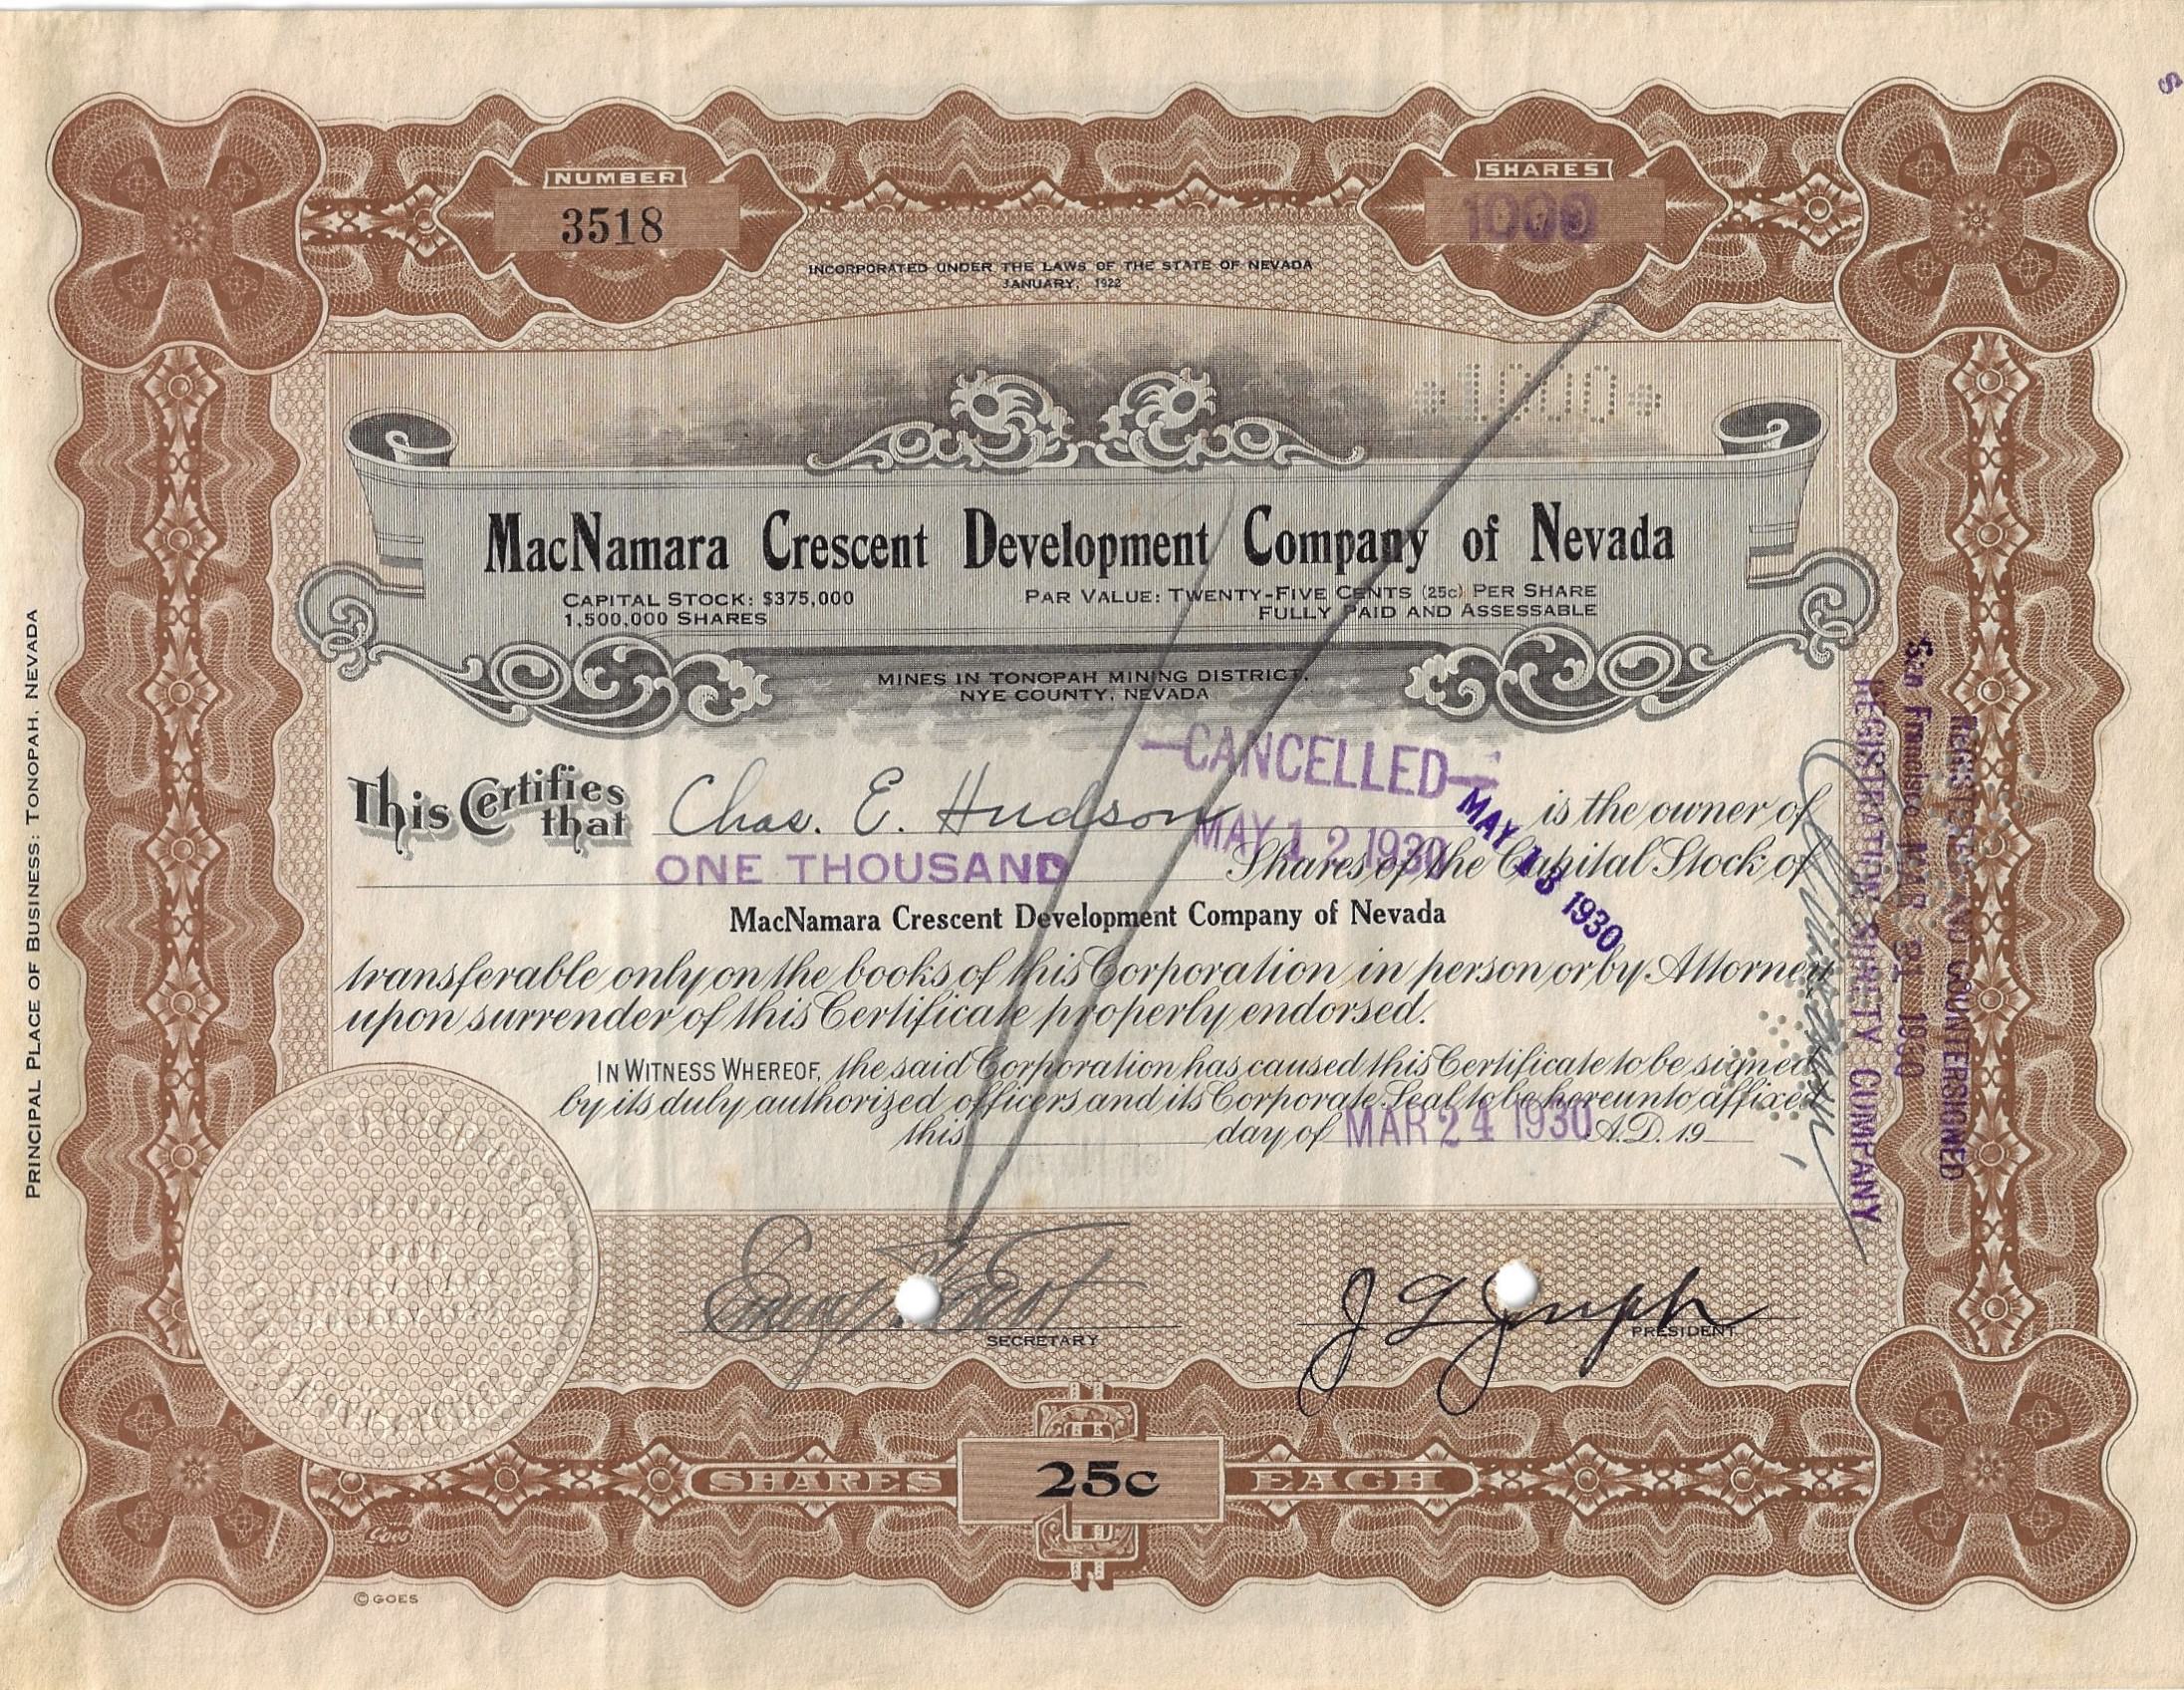 NUMBER
3518
SHARES
1000
INCORPORATED UNDER THE LAWS OF THE STATE OF NEVADA
JANUARY, 1922
*1000*
MacNamara Crescent Development Company of Nevada
CAPITAL STOCK: $375,000
1,500,000 SHARES
PAR VALUE: TWENTY-FIVE CENTS (25c) PER SHARE
FULLY PAID AND ASSESSABLE
MINES IN TONOPAH MINING DISTRICT,
NYE COUNTY, NEVADA
CANCELLED
MAY 12 1930
MAY 13 1930
This Certifies that Chas. E. Hudson is the owner of
ONE THOUSAND Shares of the Capital Stock of
MacNamara Crescent Development Company of Nevada
transferable only on the books of this Corporation in person or by Attorney
upon surrender of this Certificate properly endorsed.
IN WITNESS WHEREOF, the said Corporation has caused this Certificate to be signed
by its duly authorized officers and its Corporate Seal to be hereunto affixed
this day of MAR 24 1930 A.D. 19
SECRETARY
PRESIDENT
SHARES 25c EACH
Goes
© GOES
PRINCIPAL PLACE OF BUSINESS: TONOPAH, NEVADA
REGISTERED AND COUNTERSIGNED
San Francisco MAR 1930
REGISTRATION SURETY COMPANY
S